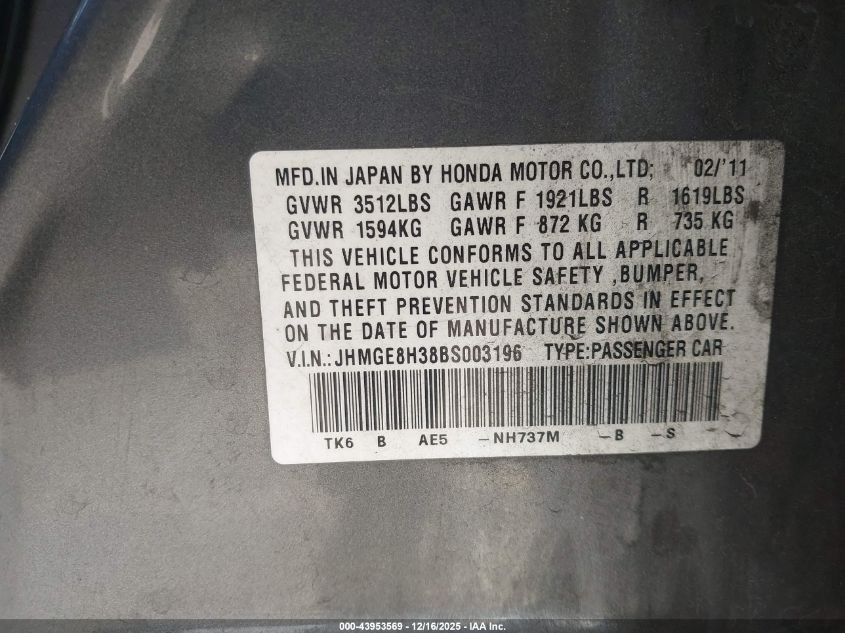 MFD.IN JAPAN BY HONDA MOTOR CO.,LTD; 02/'11
GVWR 3512LBS GAWR F 1921LBS R 1619LBS
GVWR 1594KG GAWR F 872 KG R 735 KG
THIS VEHICLE CONFORMS TO ALL APPLICABLE
FEDERAL MOTOR VEHICLE SAFETY ,BUMPER,
AND THEFT PREVENTION STANDARDS IN EFFECT
ON THE DATE OF MANUFACTURE SHOWN ABOVE.
V.I.N.: JHMGE8H38BS003196 TYPE:PASSENGER CAR
TK6 B AE5 -NH737M -B -S
000-43953569 - 12/16/2025 - IAA Inc.